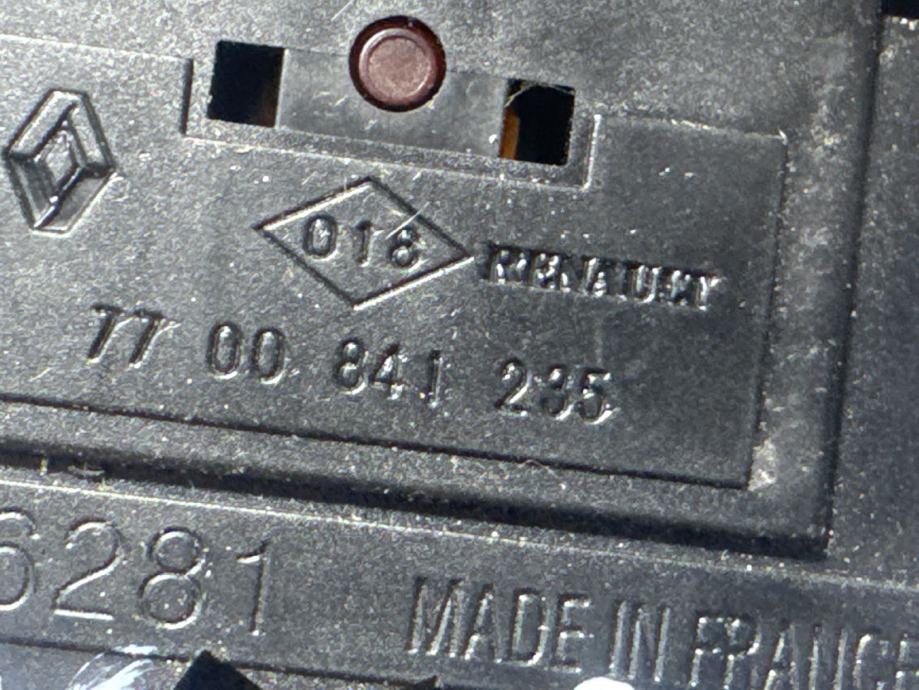 018 RENAULT
77 00 841 235
6281
MADE IN FRANCE